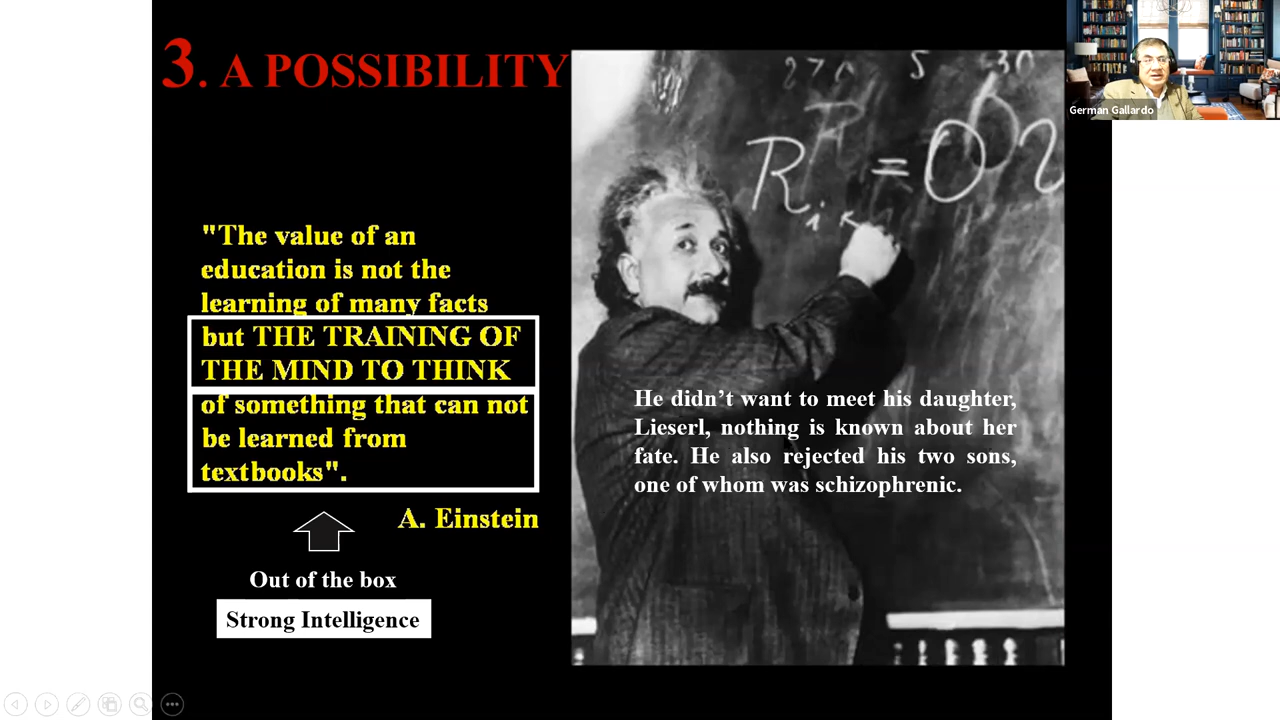 3. A POSSIBILITY
"The value of an
education is not the
learning of many facts
but THE TRAINING OF
THE MIND TO THINK
of something that can not
be learned from
textbooks".
A. Einstein
Out of the box
Strong Intelligence
R i κ = 0
He didn’t want to meet his daughter,
Lieserl, nothing is known about her
fate. He also rejected his two sons,
one of whom was schizophrenic.
German Gallardo